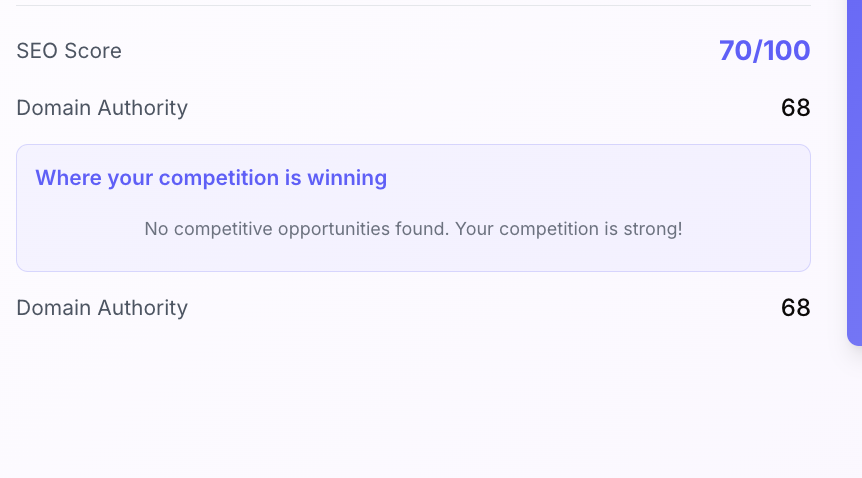 SEO Score 70/100
Domain Authority 68
Where your competition is winning
No competitive opportunities found. Your competition is strong!
Domain Authority 68